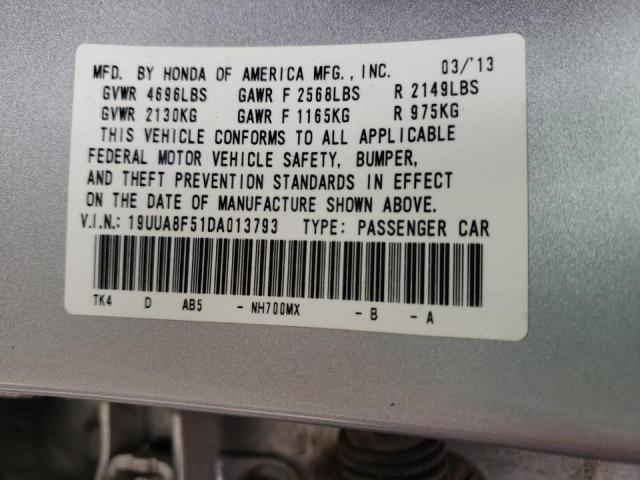 MFD. BY HONDA OF AMERICA MFG., INC. 03/'13
GVWR 4696LBS GAWR F 2568LBS R 2149LBS
GVWR 2130KG GAWR F 1165KG R 975KG
THIS VEHICLE CONFORMS TO ALL APPLICABLE
FEDERAL MOTOR VEHICLE SAFETY, BUMPER,
AND THEFT PREVENTION STANDARDS IN EFFECT
ON THE DATE OF MANUFACTURE SHOWN ABOVE.
V.I.N.: 19UUA8F51DA013793 TYPE: PASSENGER CAR
TK4 D AB5 - NH700MX - B - A